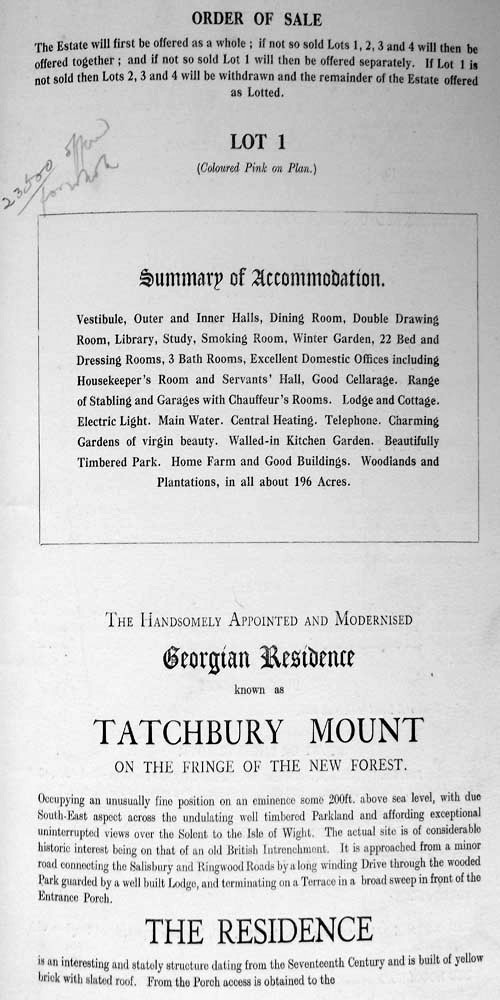 ORDER OF SALE
The Estate will first be offered as a whole ; if not so sold Lots 1, 2, 3 and 4 will then be
offered together ; and if not so sold Lot 1 will then be offered separately. If Lot 1 is
not sold then Lots 2, 3 and 4 will be withdrawn and the remainder of the Estate offered
as Lotted.
LOT 1
(Coloured Pink on Plan.)
23500 offer
for whole
Summary of Accommodation.
Vestibule, Outer and Inner Halls, Dining Room, Double Drawing
Room, Library, Study, Smoking Room, Winter Garden, 22 Bed and
Dressing Rooms, 3 Bath Rooms, Excellent Domestic Offices including
Housekeeper's Room and Servants' Hall, Good Cellarage. Range
of Stabling and Garages with Chauffeur's Rooms. Lodge and Cottage.
Electric Light. Main Water. Central Heating. Telephone. Charming
Gardens of virgin beauty. Walled-in Kitchen Garden. Beautifully
Timbered Park. Home Farm and Good Buildings. Woodlands and
Plantations, in all about 196 Acres.
THE HANDSOMELY APPOINTED AND MODERNISED
Georgian Residence
known as
TATCHBURY MOUNT
ON THE FRINGE OF THE NEW FOREST.
Occupying an unusually fine position on an eminence some 200ft. above sea level, with due
South-East aspect across the undulating well timbered Parkland and affording exceptional
uninterrupted views over the Solent to the Isle of Wight. The actual site is of considerable
historic interest being on that of an old British Intrenchment. It is approached from a minor
road connecting the Salisbury and Ringwood Roads by a long winding Drive through the wooded
Park guarded by a well built Lodge, and terminating on a Terrace in a broad sweep in front of the
Entrance Porch.
THE RESIDENCE
is an interesting and stately structure dating from the Seventeenth Century and is built of yellow
brick with slated roof. From the Porch access is obtained to the